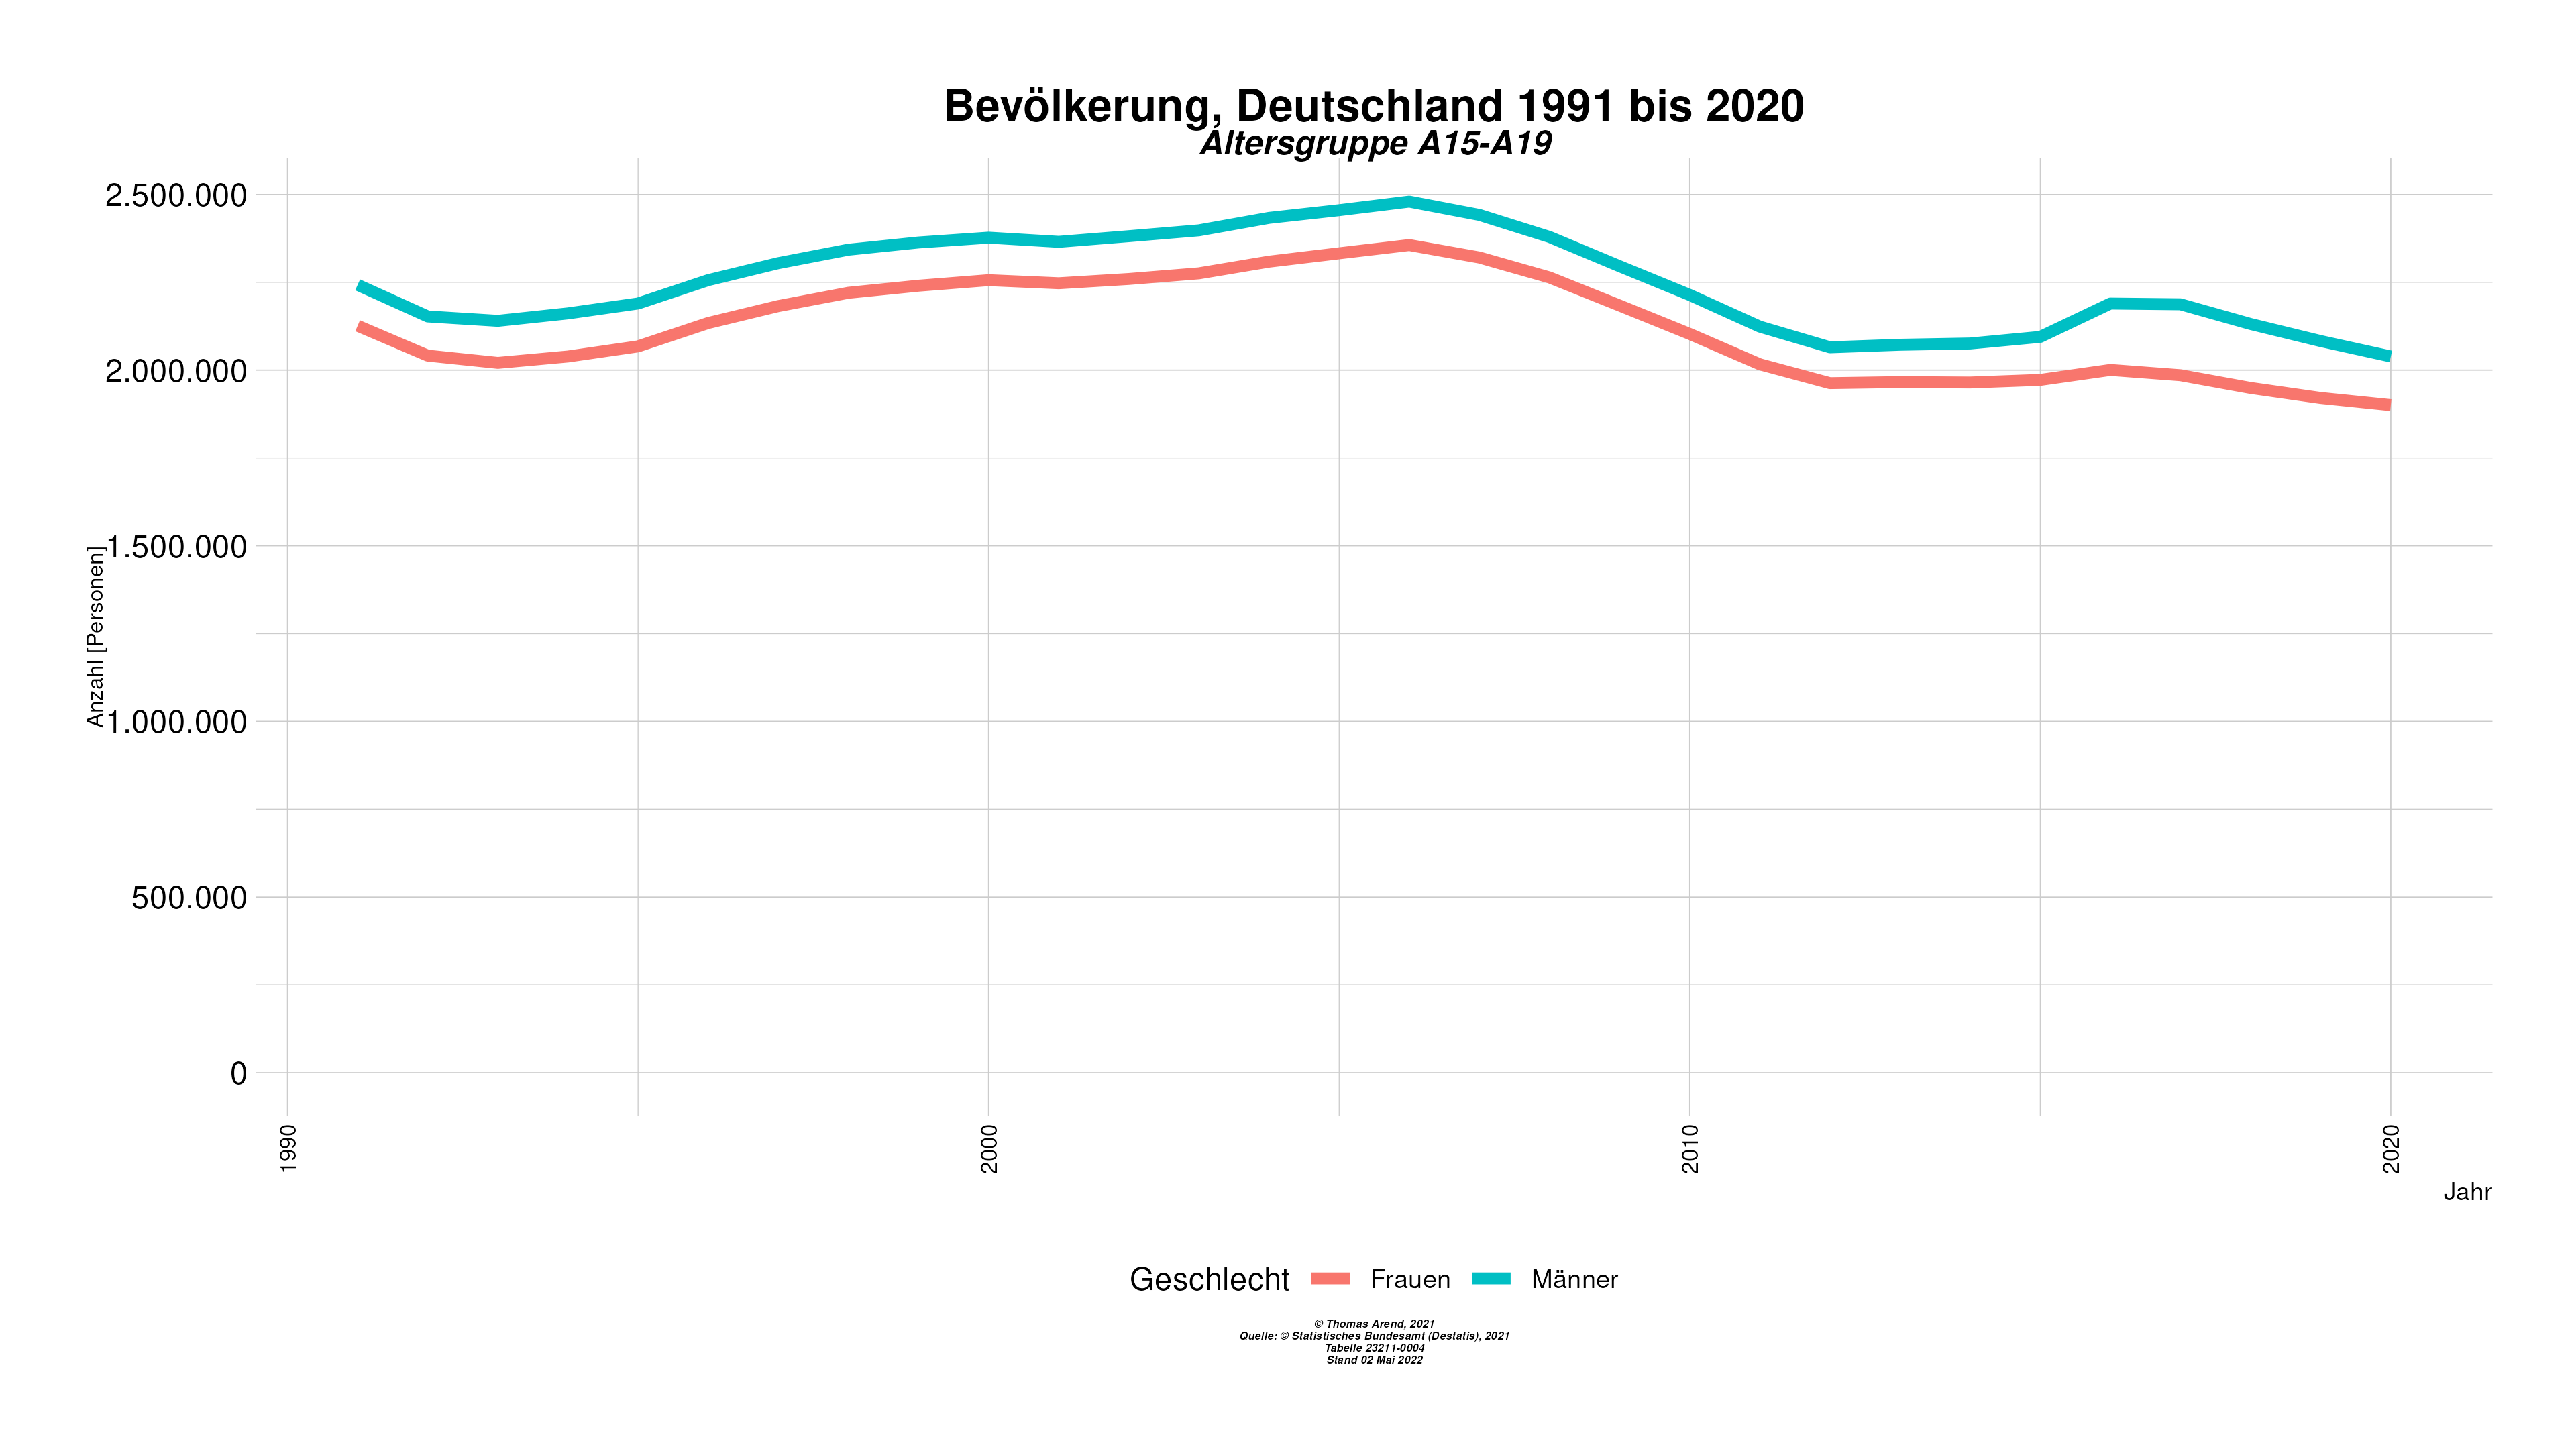 Bevölkerung, Deutschland 1991 bis 2020
Altersgruppe A15-A19
2.500.000
2.000.000
1.500.000
1.000.000
500.000
0
Anzahl [Personen]
1990
2000
2010
2020
Jahr
Geschlecht Frauen Männer
© Thomas Arend, 2021
Quelle: © Statistisches Bundesamt (Destatis), 2021
Tabelle 23211-0004
Stand 02 Mai 2022